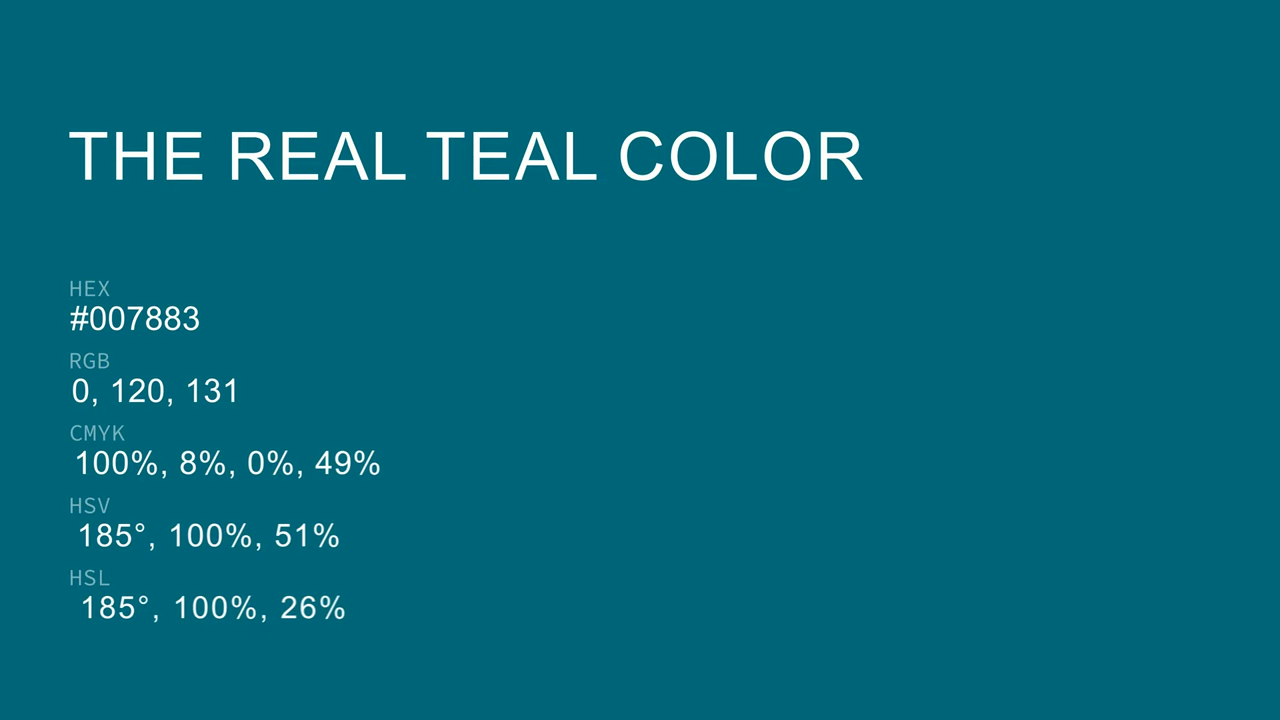 THE REAL TEAL COLOR
HEX
#007883
RGB
0, 120, 131
CMYK
100%, 8%, 0%, 49%
HSV
185°, 100%, 51%
HSL
185°, 100%, 26%